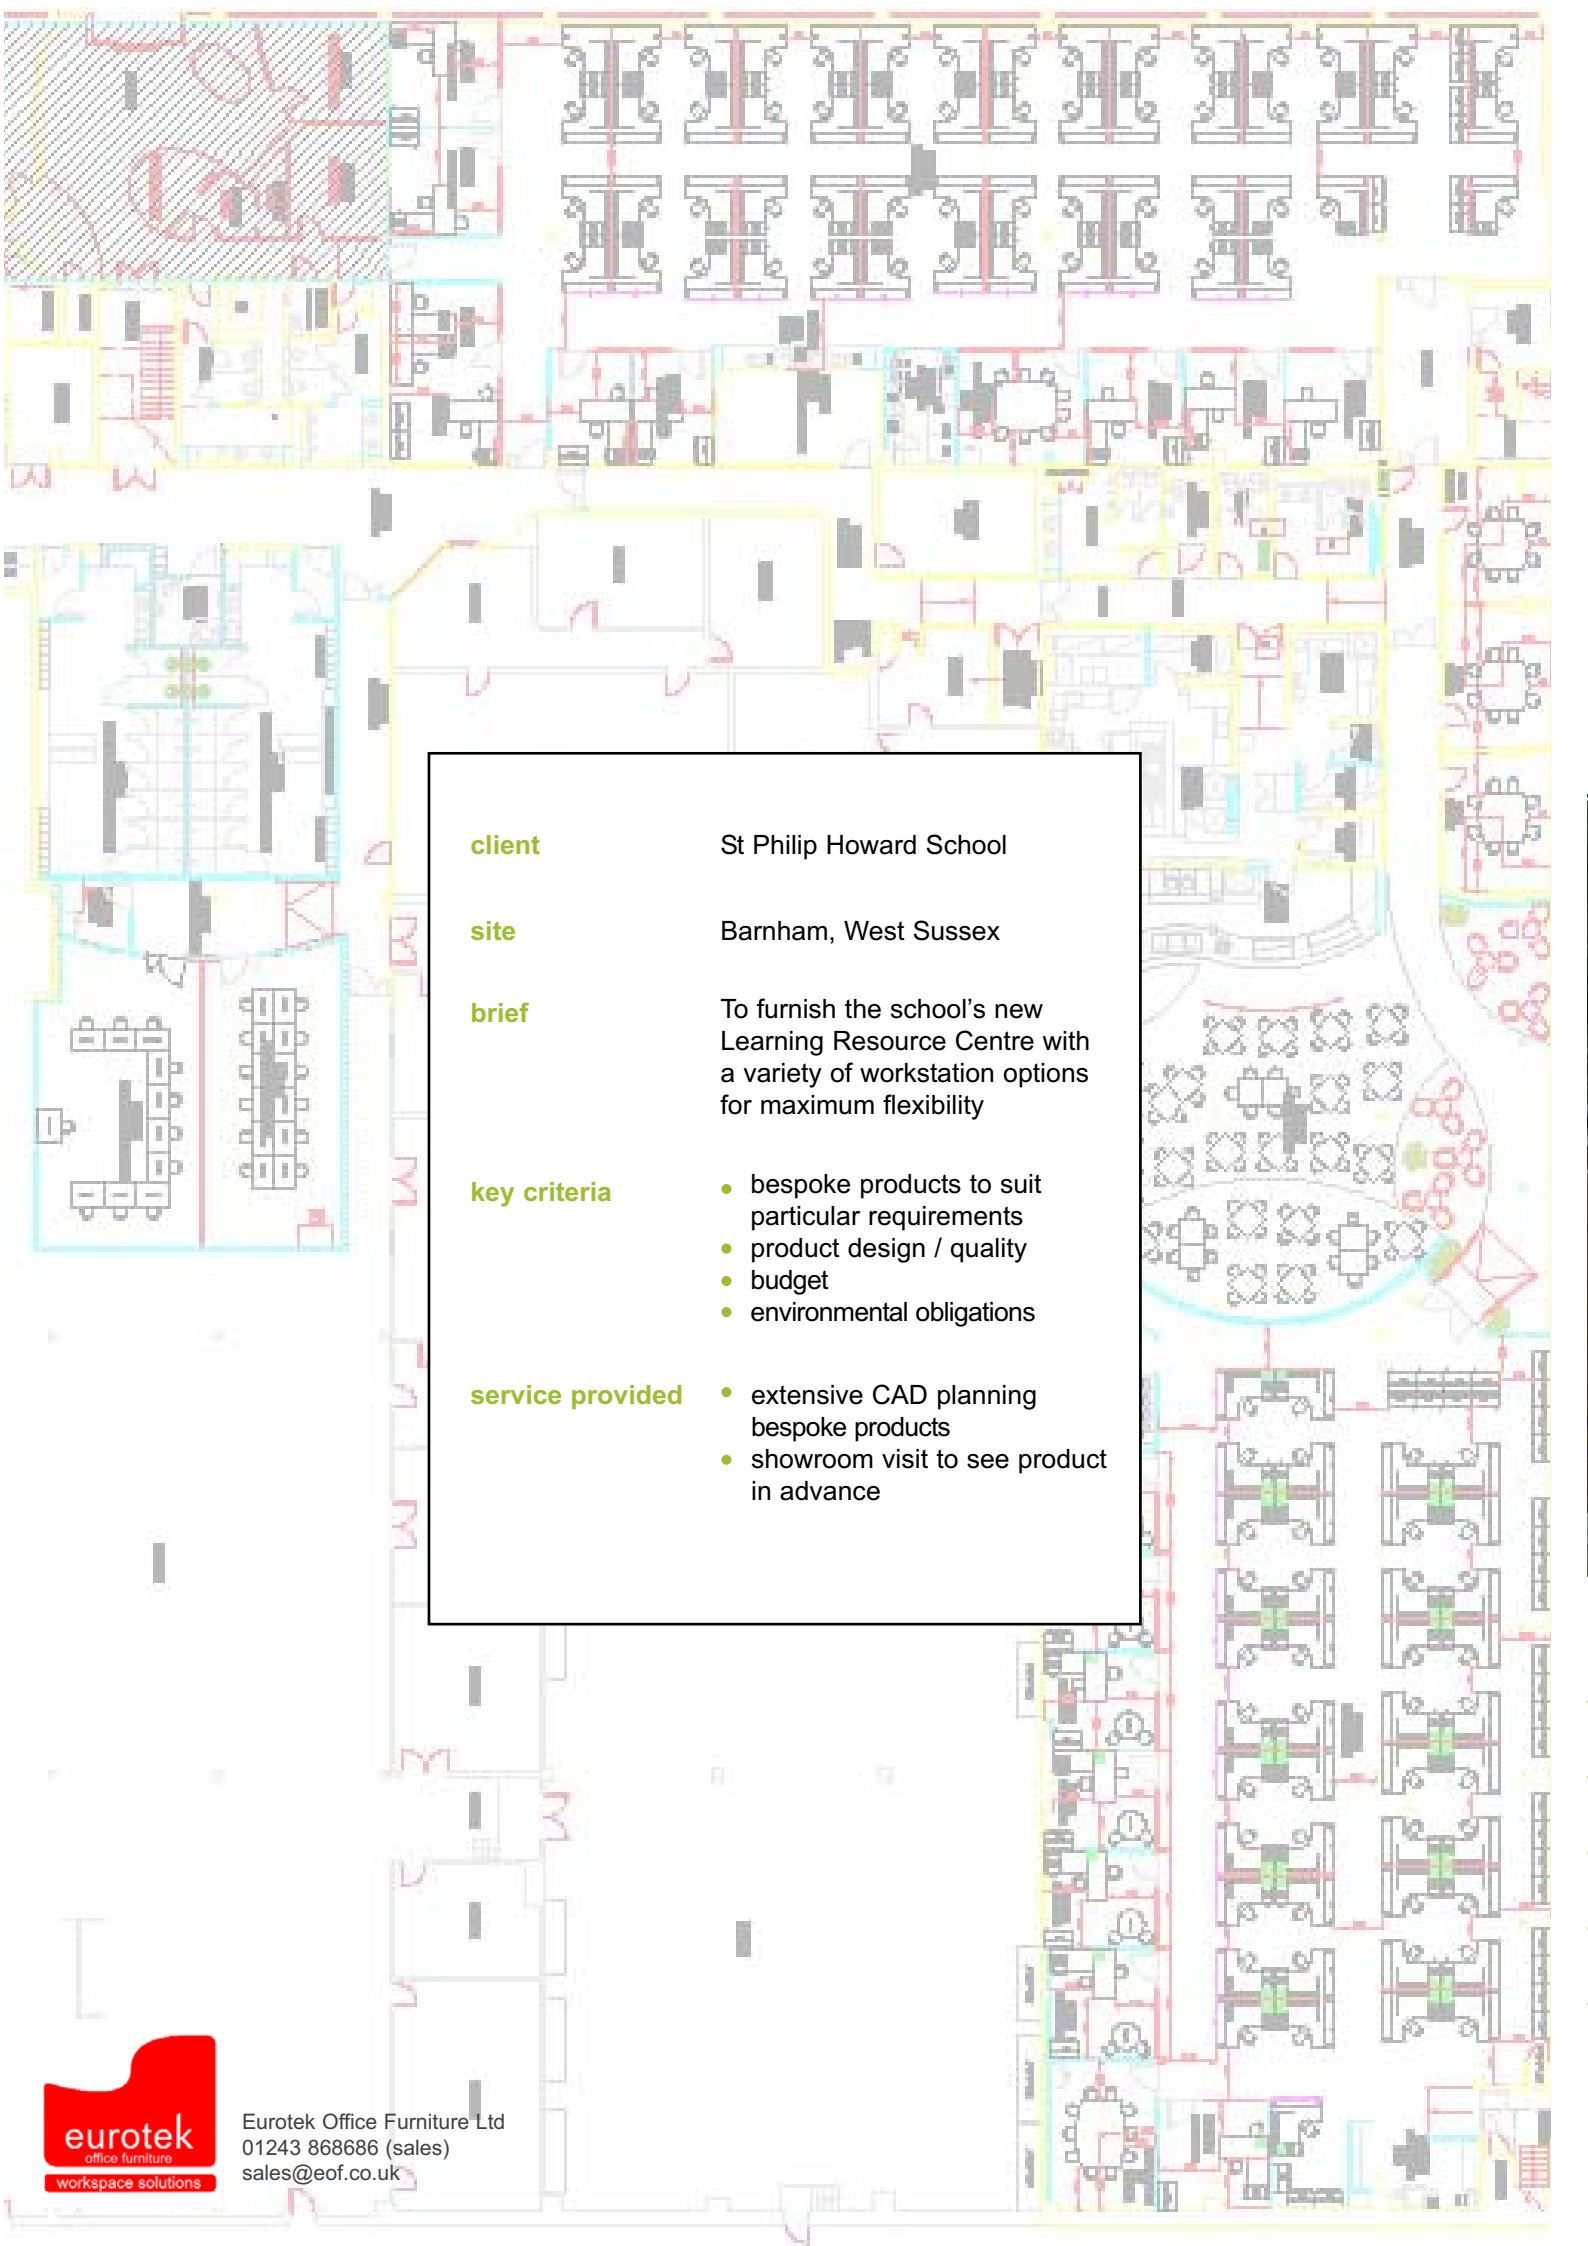 client St Philip Howard School
site Barnham, West Sussex
brief To furnish the school's new
Learning Resource Centre with
a variety of workstation options
for maximum flexibility
key criteria • bespoke products to suit
particular requirements
• product design / quality
• budget
• environmental obligations
service provided • extensive CAD planning
bespoke products
• showroom visit to see product
in advance
eurotek
office furniture
workspace solutions
Eurotek Office Furniture Ltd
01243 868686 (sales)
sales@eof.co.uk